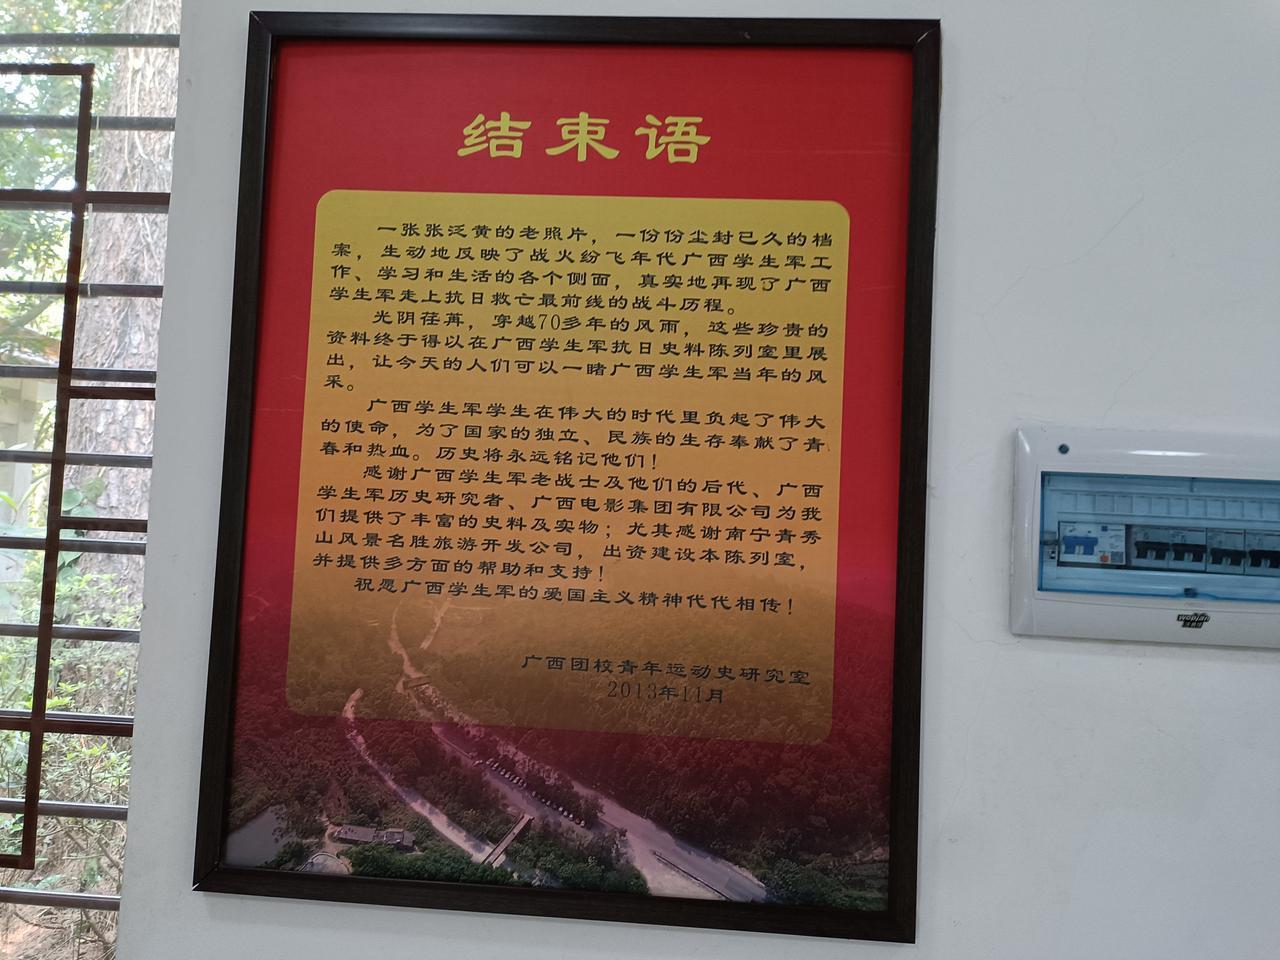 结束语
一张张泛黄的老照片，一份份尘封已久的档
案，生动地反映了战火纷飞年代广西学生军工
作、学习和生活的各个侧面，真实地再现了广西
学生军走上抗日救亡最前线的战斗历程。
光阴荏苒，穿越70多年的风雨，这些珍贵的
资料终于得以在广西学生军抗日史料陈列室里展
出，让今天的人们可以一睹广西学生军当年的风
采。
广西学生军学生在伟大的时代里负起了伟大
的使命，为了国家的独立、民族的生存奉献了青
春和热血。历史将永远铭记他们！
感谢广西学生军老战士及他们的后代、广西
学生军历史研究者、广西电影集团有限公司为我
们提供了丰富的史料及实物；尤其感谢南宁青秀
山风景名胜旅游开发公司，出资建设本陈列室，
并提供多方面的帮助和支持！
祝愿广西学生军的爱国主义精神代代相传！
广西团校青年运动史研究室
2013年11月